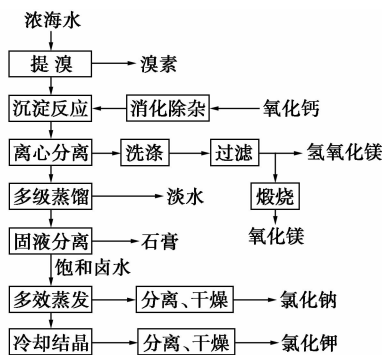 浓海水
提溴 溴素
沉淀反应 消化除杂 氧化钙
离心分离 洗涤 过滤 氢氧化镁
多级蒸馏 淡水 煅烧
固液分离 石膏 氧化镁
饱和卤水
多效蒸发 分离、干燥 氯化钠
冷却结晶 分离、干燥 氯化钾